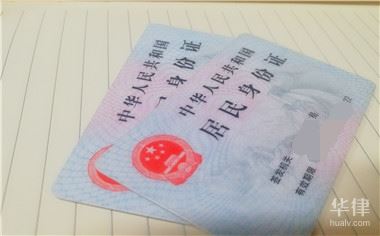 中华人民共和国
身份证
中华人民共和国
居民身份证
签发机关
有效期限
华律
hualv.com